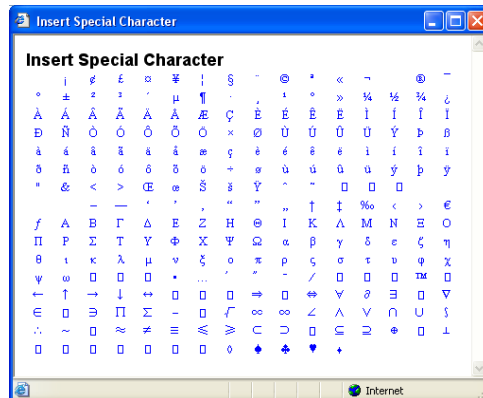 Insert Special Character
Insert Special Character
¡ ¢ £ ¤ ¥ ¦ § ¨ © ª « ¬ ® ¯
° ± ² ³ ´ µ ¶ · ¸ ¹ º » ¼ ½ ¾ ¿
À Á Â Ã Ä Å Æ Ç È É Ê Ë Ì Í Î Ï
Ð Ñ Ò Ó Ô Õ Ö × Ø Ù Ú Û Ü Ý Þ ß
à á â ã ä å æ ç è é ê ë ì í î ï
ð ñ ò ó ô õ ö ÷ ø ù ú û ü ý þ ÿ
" & < > Œ œ Š š Ÿ ˆ ˜ □ □ □
– — ‘ ’ ‚ “ ” „ † ‡ ‰ ‹ › €
ƒ Α Β Γ Δ Ε Ζ Η Θ Ι Κ Λ Μ Ν Ξ Ο
Π Ρ Σ Τ Υ Φ Χ Ψ Ω α β γ δ ε ζ η
θ ι κ λ μ ν ξ ο π ρ ς σ τ υ φ χ
ψ ω □ □ □ • … ′ ″ ‾ ⁄ □ □ □ ™ □
← ↑ → ↓ ↔ □ □ □ ⇒ □ ⇔ ∀ ∂ ∃ □ ∇
∈ □ ∋ ∏ ∑ − □ √ ∝ ∞ ∠ ∧ ∨ ∩ ∪ ∫
∴ ∼ □ ≈ ≠ ≡ ≤ ≥ ⊂ ⊃ □ ⊆ ⊇ ⊕ □ ⊥
□ □ □ □ □ □ □ ◊ ♠ ♣ ♥ ♦
Internet